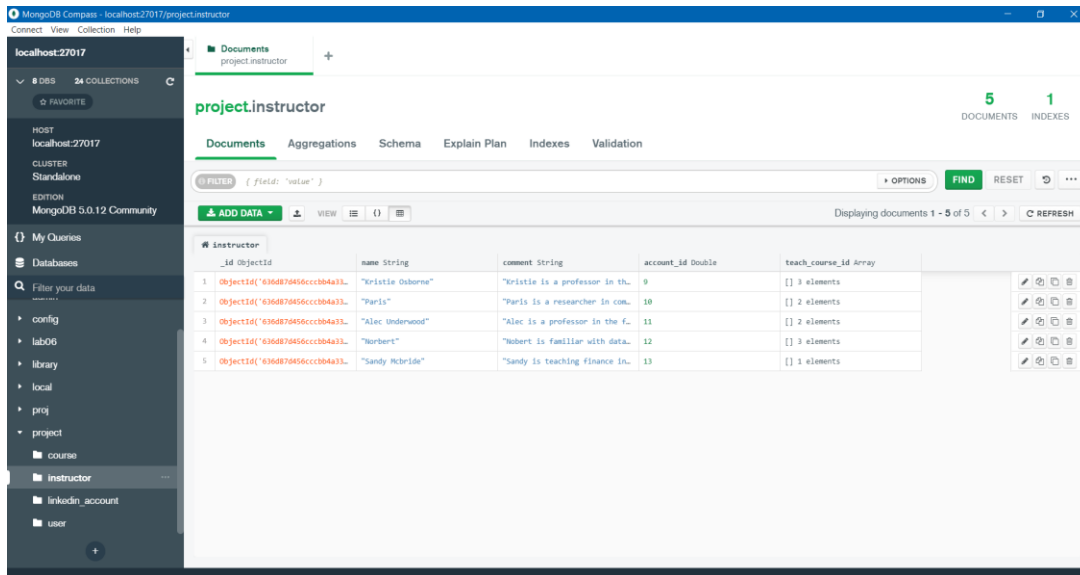 MongoDB Compass - localhost:27017/project.instructor
Connect View Collection Help
localhost:27017
8 DBS 24 COLLECTIONS
FAVORITE
HOST
localhost:27017
CLUSTER
Standalone
EDITION
MongoDB 5.0.12 Community
{} My Queries
Databases
Filter your data
admin
config
lab06
library
local
proj
project
course
instructor
linkedin_account
user
+
Documents
project.instructor
+
project.instructor
5
DOCUMENTS
1
INDEXES
Documents Aggregations Schema Explain Plan Indexes Validation
FILTER { field: 'value' } OPTIONS FIND RESET ...
ADD DATA VIEW {} Displaying documents 1 - 5 of 5 < > REFRESH
instructor
_id ObjectId name String comment String account_id Double teach_course_id Array
1 ObjectId('636d87d456cccbb4a33… "Kristie Osborne" "Kristie is a professor in th… 9 [] 3 elements
2 ObjectId('636d87d456cccbb4a33… "Paris" "Paris is a researcher in com… 10 [] 2 elements
3 ObjectId('636d87d456cccbb4a33… "Alec Underwood" "Alec is a professor in the f… 11 [] 2 elements
4 ObjectId('636d87d456cccbb4a33… "Norbert" "Nobert is familiar with data… 12 [] 3 elements
5 ObjectId('636d87d456cccbb4a33… "Sandy Mcbride" "Sandy is teaching finance in… 13 [] 1 elements